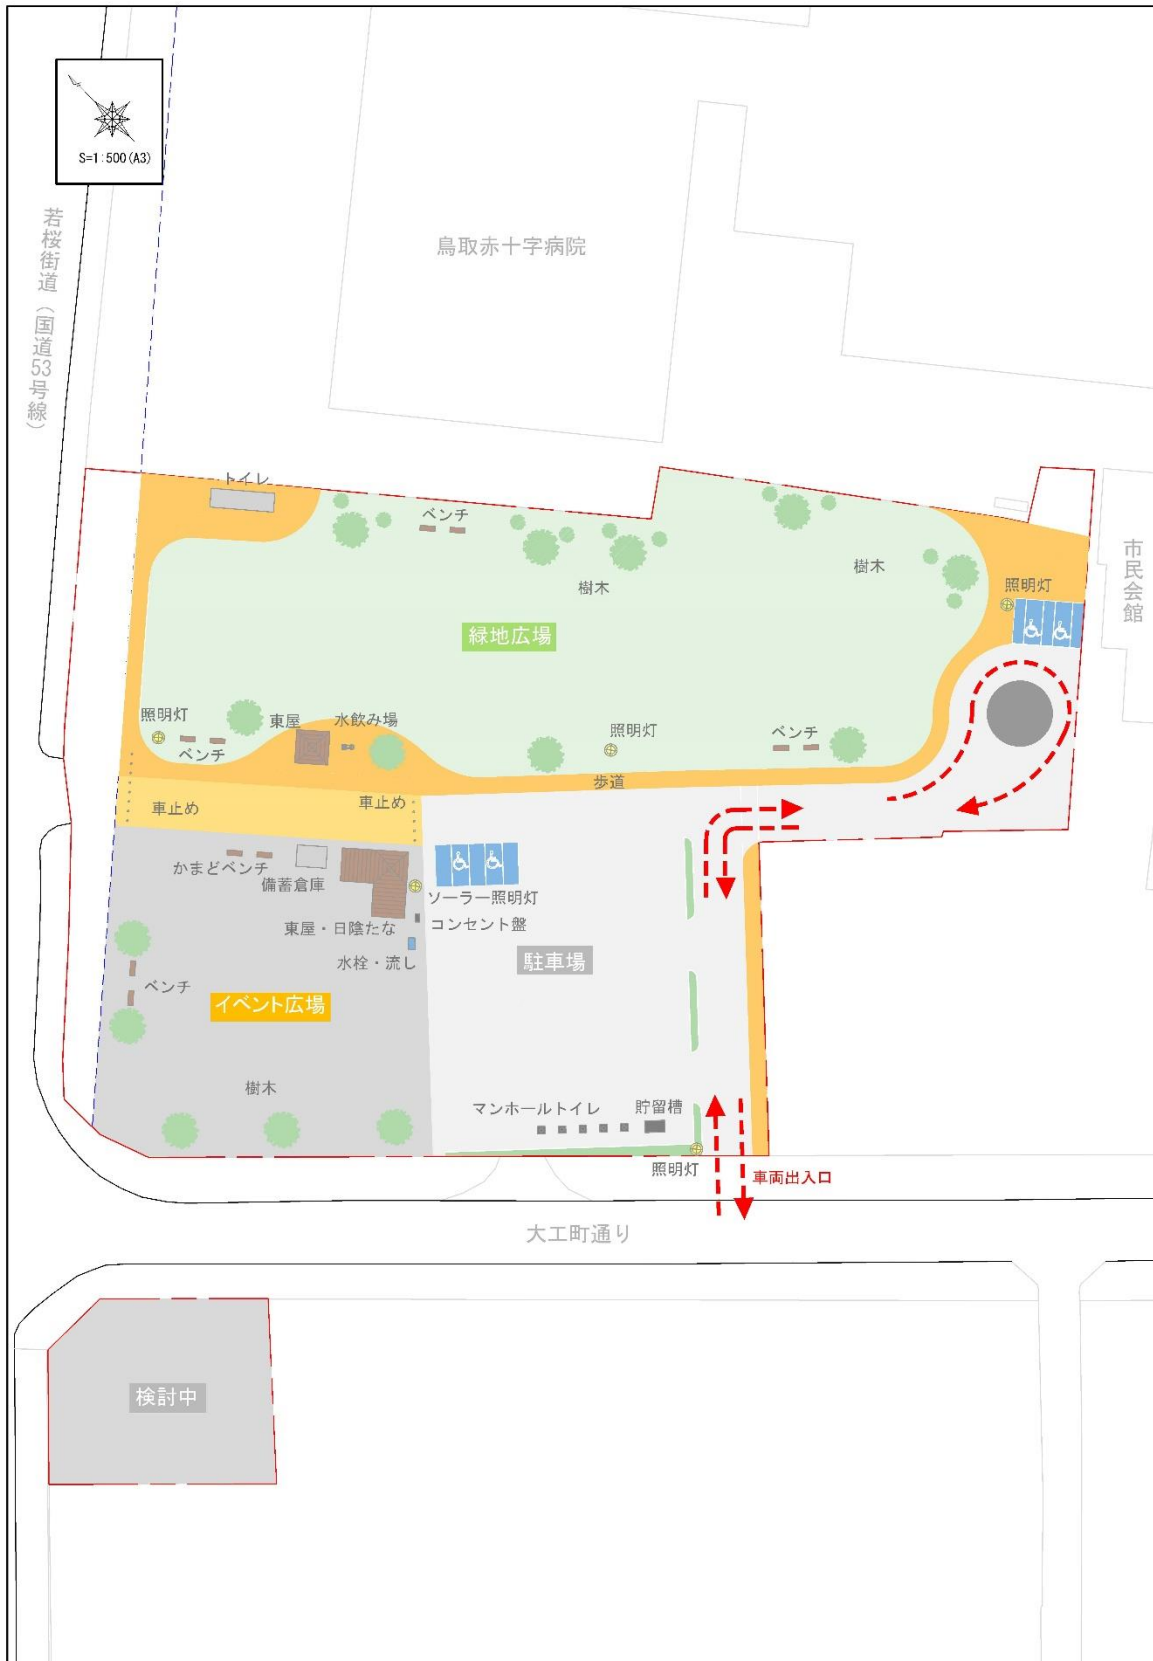 S=1:500(A3)
若桜街道(国道53号線)
鳥取赤十字病院
市民会館
トイレ
ベンチ
樹木
樹木
照明灯
緑地広場
照明灯
ベンチ
東屋
水飲み場
照明灯
ベンチ
歩道
車止め
車止め
かまどベンチ
備蓄倉庫
ソーラー照明灯
東屋・日陰たな
コンセント盤
水栓・流し
駐車場
ベンチ
イベント広場
樹木
マンホールトイレ
貯留槽
照明灯
車両出入口
大工町通り
検討中